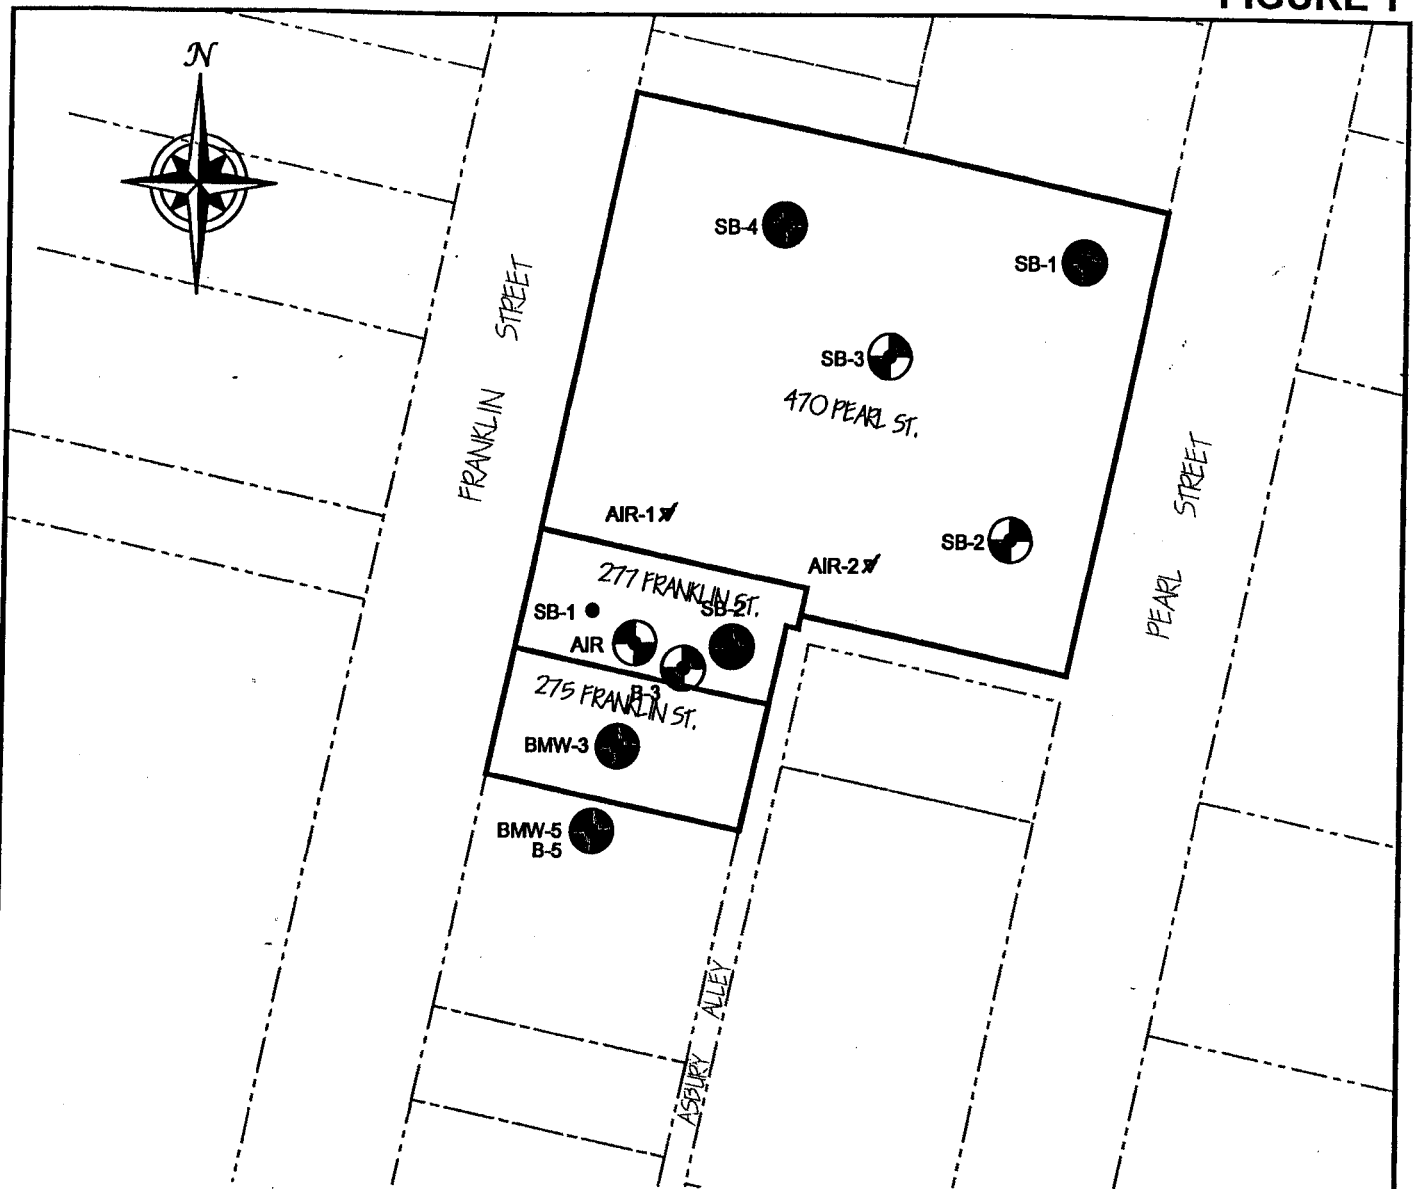 FIGURE 1
N
SB-4
SB-1
FRANKLIN STREET
SB-3
470 PEARL ST.
PEARL STREET
AIR-1
SB-2
AIR-2
277 FRANKLIN ST.
SB-1
SB-2
AIR
B-3
275 FRANKLIN ST.
BMW-3
BMW-5
B-5
ASBURY ALLEY